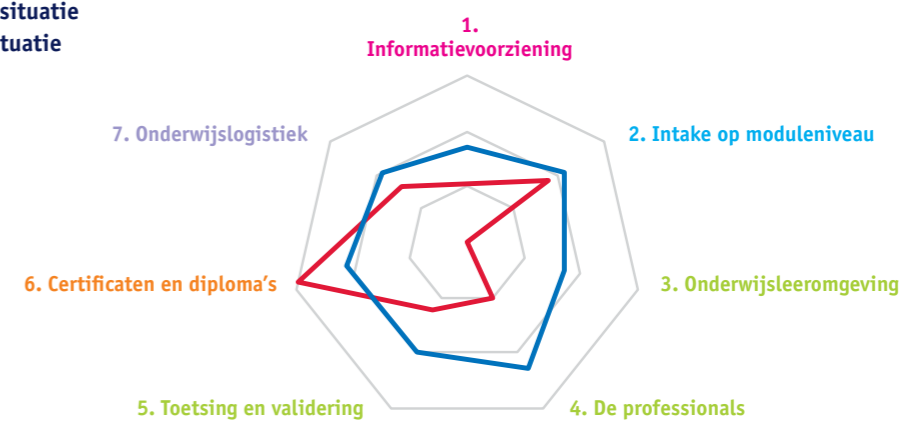 situatie
tuatie
1.
Informatievoorziening
7. Onderwijslogistiek
2. Intake op moduleniveau
6. Certificaten en diploma’s
3. Onderwijsleeromgeving
5. Toetsing en validering
4. De professionals